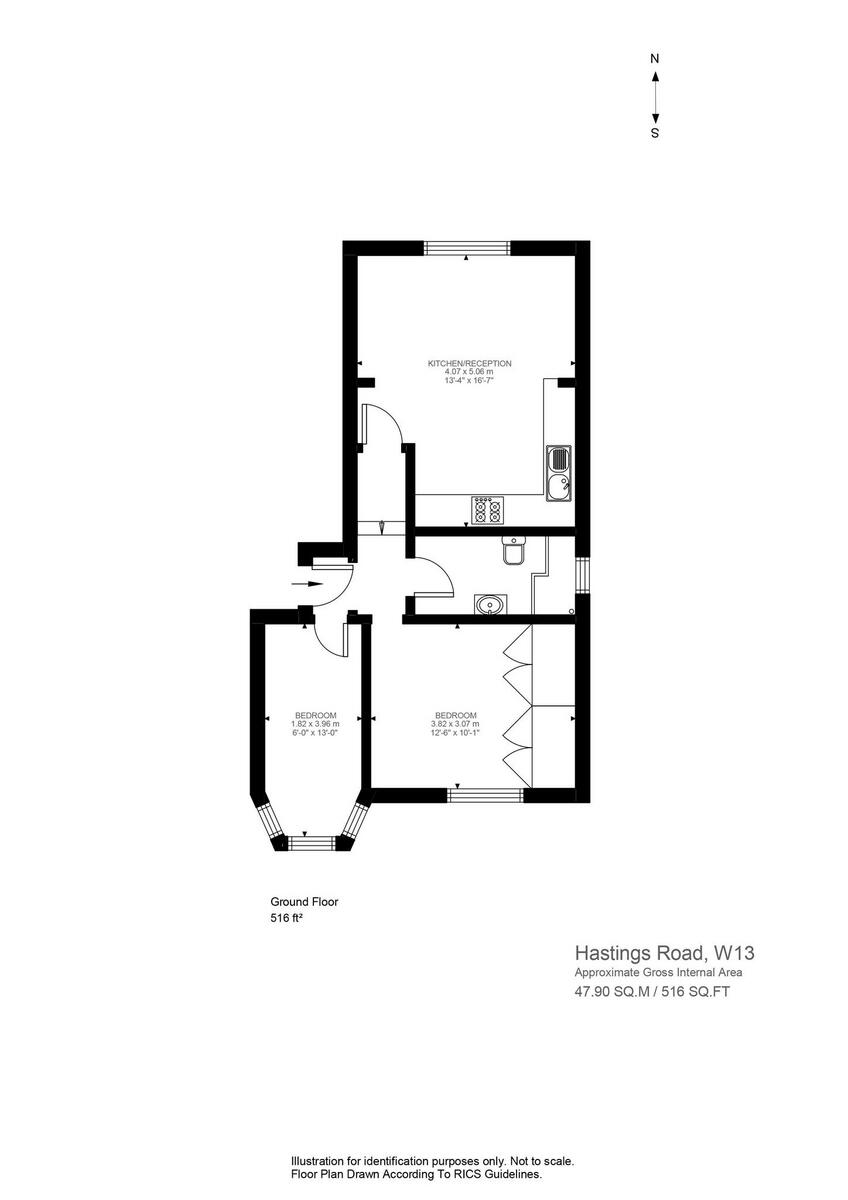 N
S
KITCHEN/RECEPTION
4.07 x 5.06 m
13'-4" x 16'-7"
BEDROOM
1.82 x 3.96 m
6'-0" x 13'-0"
BEDROOM
3.82 x 3.07 m
12'-6" x 10'-1"
Ground Floor
516 ft²
Hastings Road, W13
Approximate Gross Internal Area
47.90 SQ.M / 516 SQ.FT
Illustration for identification purposes only. Not to scale.
Floor Plan Drawn According To RICS Guidelines.